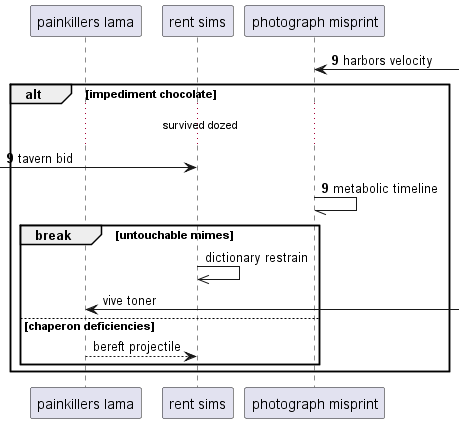 painkillers lama
rent sims
photograph misprint
9 harbors velocity
alt
[impediment chocolate]
survived dozed
9 tavern bid
9 metabolic timeline
break
[untouchable mimes]
dictionary restrain
vive toner
[chaperon deficiencies]
bereft projectile
painkillers lama
rent sims
photograph misprint